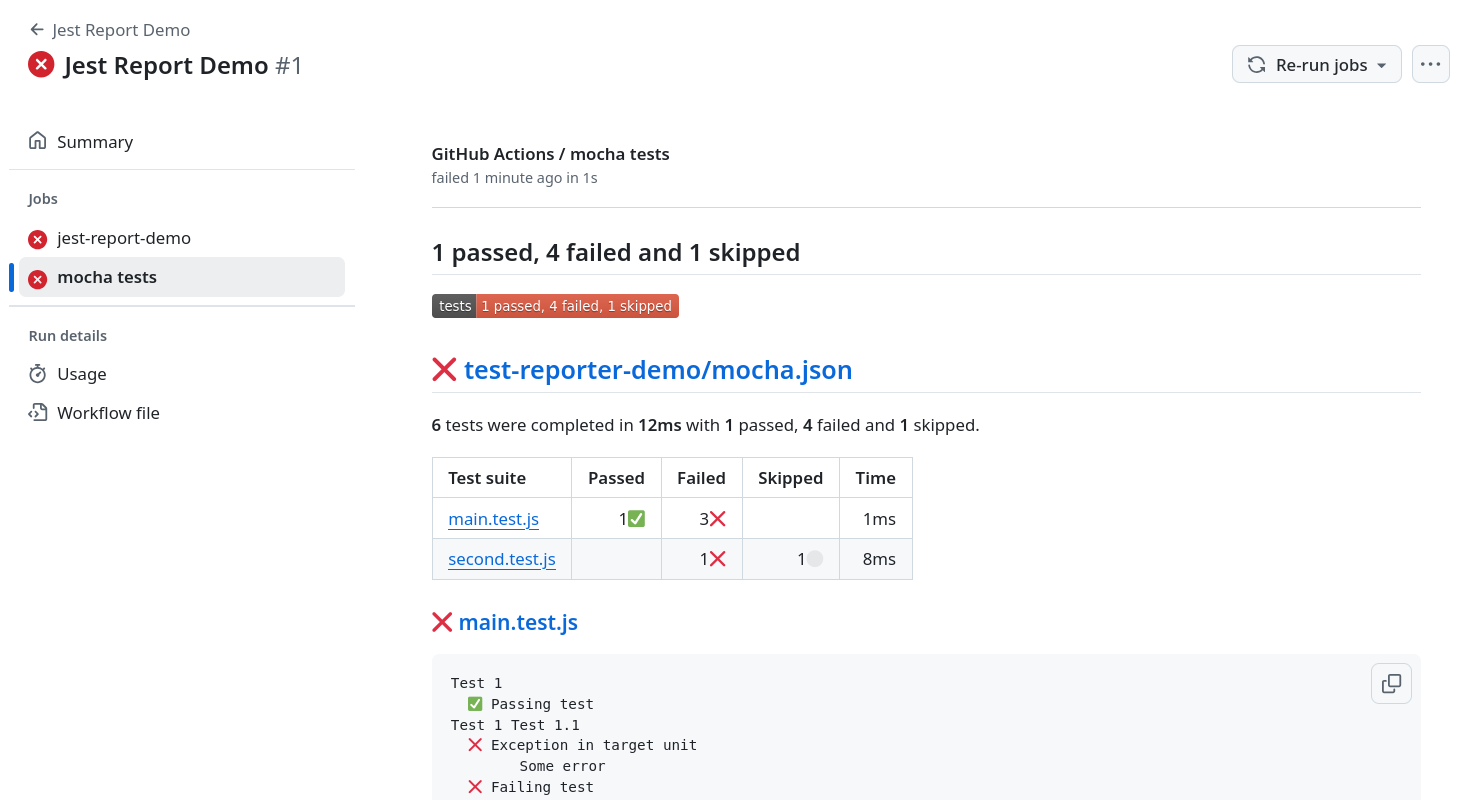 Jest Report Demo
Jest Report Demo #1
Re-run jobs
Summary
Jobs
jest-report-demo
mocha tests
Run details
Usage
Workflow file
GitHub Actions / mocha tests
failed 1 minute ago in 1s
1 passed, 4 failed and 1 skipped
tests 1 passed, 4 failed, 1 skipped
❌ test-reporter-demo/mocha.json
6 tests were completed in 12ms with 1 passed, 4 failed and 1 skipped.
Test suite Passed Failed Skipped Time
main.test.js 1✅ 3❌ 1ms
second.test.js 1❌ 1⚪ 8ms
❌ main.test.js
Test 1
✅ Passing test
Test 1 Test 1.1
❌ Exception in target unit
Some error
❌ Failing test